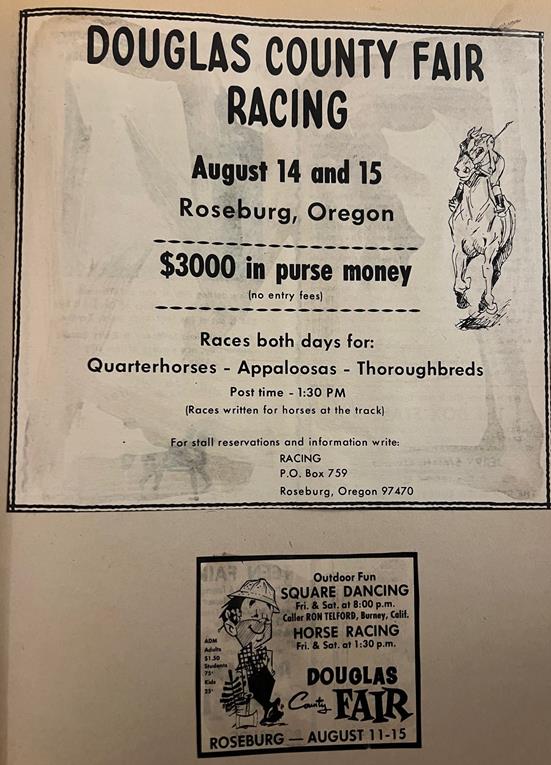 DOUGLAS COUNTY FAIR
RACING
August 14 and 15
Roseburg, Oregon
$3000 in purse money
(no entry fees)
Races both days for:
Quarterhorses - Appaloosas - Thoroughbreds
Post time - 1:30 PM
(Races written for horses at the track)
For stall reservations and information write:
RACING
P.O. Box 759
Roseburg, Oregon 97470
Outdoor Fun
SQUARE DANCING
Fri. & Sat. at 8:00 p.m.
Caller RON TELFORD, Burney, Calif.
HORSE RACING
Fri. & Sat. at 1:30 p.m.
ADM
Adults
$1.50
Students
75¢
Kids
25¢
DOUGLAS
County FAIR
ROSEBURG — AUGUST 11-15